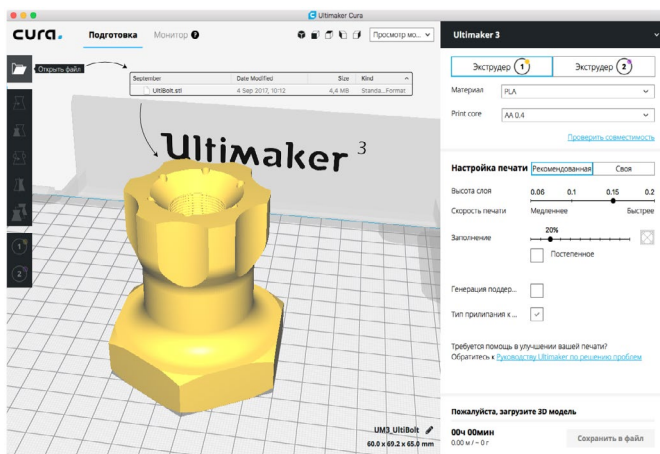 Ultimaker Cura
cura.
Подготовка
Монитор
Просмотр мо...
Открыть файл
September Date Modified Size Kind
UltiBolt.stl 4 Sep 2017, 10:12 4,4 MB Standa...Format
Ultimaker 3
1
2
UM3_UltiBolt
60.0 x 69.2 x 65.0 mm
Ultimaker 3
Экструдер 1 Экструдер 2
Материал PLA
Print core AA 0.4
Проверить совместимость
Настройка печати Рекомендованная Своя
Высота слоя 0.06 0.1 0.15 0.2
Скорость печати Медленнее Быстрее
20%
Заполнение
Постепенное
Генерация поддер...
Тип прилипания к ...
Требуется помощь в улучшении вашей печати?
Обратитесь к Руководству Ultimaker по решению проблем
Пожалуйста, загрузите 3D модель
00ч 00мин
0.00 м / ~ 0 г
Сохранить в файл